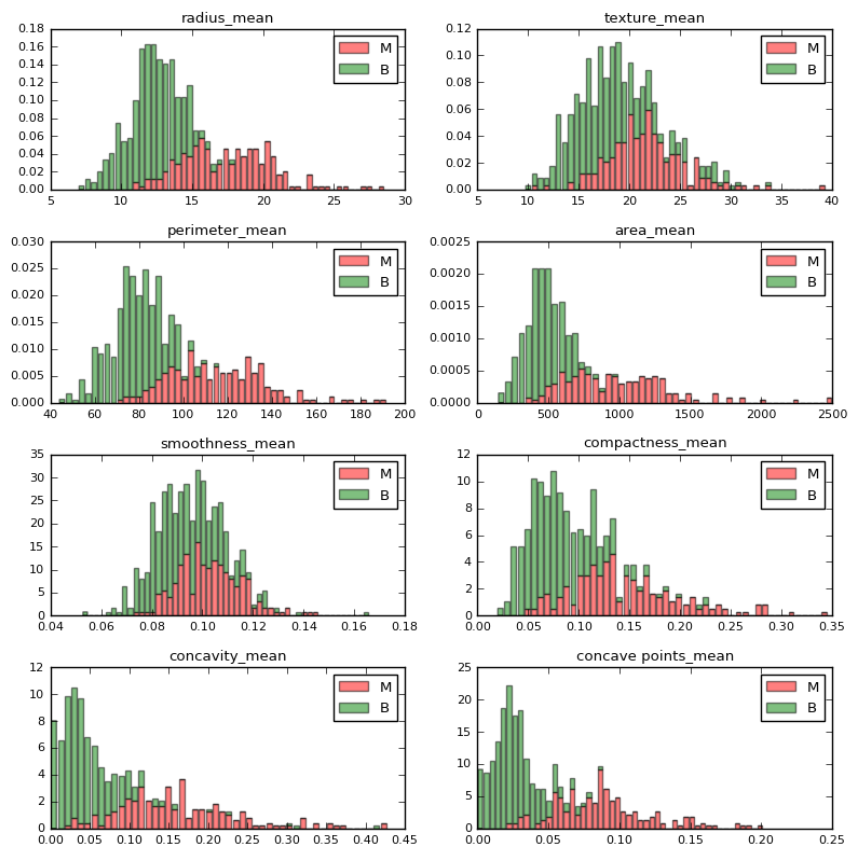 radius_mean
0.18
0.16
0.14
0.12
0.10
0.08
0.06
0.04
0.02
0.00
5 10 15 20 25 30
M
B
texture_mean
0.12
0.10
0.08
0.06
0.04
0.02
0.00
5 10 15 20 25 30 35 40
M
B
perimeter_mean
0.030
0.025
0.020
0.015
0.010
0.005
0.000
40 60 80 100 120 140 160 180 200
M
B
area_mean
0.0025
0.0020
0.0015
0.0010
0.0005
0.0000
0 500 1000 1500 2000 2500
M
B
smoothness_mean
35
30
25
20
15
10
5
0
0.04 0.06 0.08 0.10 0.12 0.14 0.16 0.18
M
B
compactness_mean
12
10
8
6
4
2
0
0.00 0.05 0.10 0.15 0.20 0.25 0.30 0.35
M
B
concavity_mean
12
10
8
6
4
2
0
0.00 0.05 0.10 0.15 0.20 0.25 0.30 0.35 0.40 0.45
M
B
concave points_mean
25
20
15
10
5
0
0.00 0.05 0.10 0.15 0.20 0.25
M
B